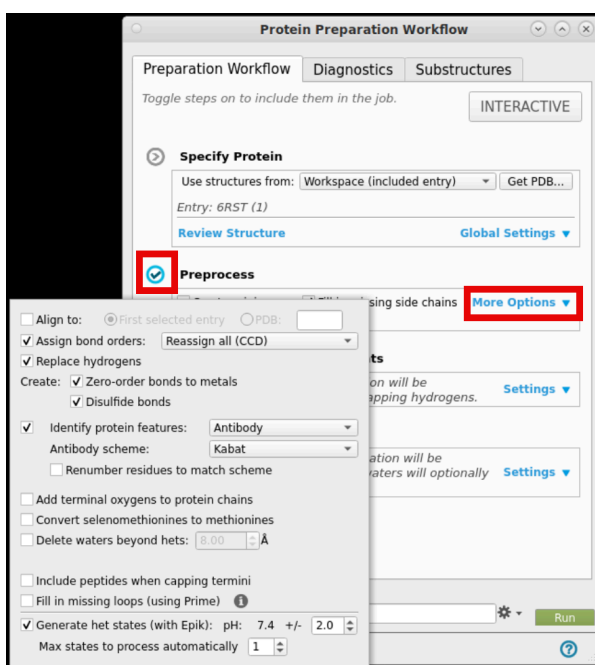 Protein Preparation Workflow
Preparation Workflow Diagnostics Substructures
Toggle steps on to include them in the job.
INTERACTIVE
Specify Protein
Use structures from: Workspace (included entry) Get PDB...
Entry: 6RST (1)
Review Structure Global Settings
Preprocess
side chains More Options
Align to: First selected entry PDB:
Assign bond orders: Reassign all (CCD)
Replace hydrogens
Create: Zero-order bonds to metals
Disulfide bonds
on will be
hydrogens. Settings
Identify protein features: Antibody
Antibody scheme: Kabat
Renumber residues to match scheme
will be
waters will optionally Settings
Add terminal oxygens to protein chains
Convert selenomethionines to methionines
Delete waters beyond hets: 8.00 Å
Include peptides when capping termini
Fill in missing loops (using Prime)
Generate het states (with Epik): pH: 7.4 +/- 2.0
Max states to process automatically 1
Run